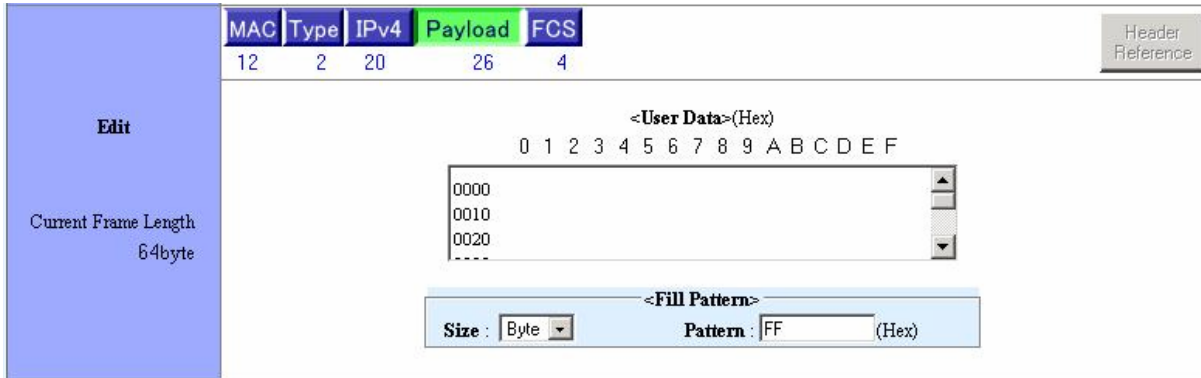 MAC Type IPv4 Payload FCS
12 2 20 26 4
Header
Reference
Edit
Current Frame Length
64byte
<User Data>(Hex)
0 1 2 3 4 5 6 7 8 9 A B C D E F
0000
0010
0020
<Fill Pattern>
Size : Byte Pattern : FF (Hex)